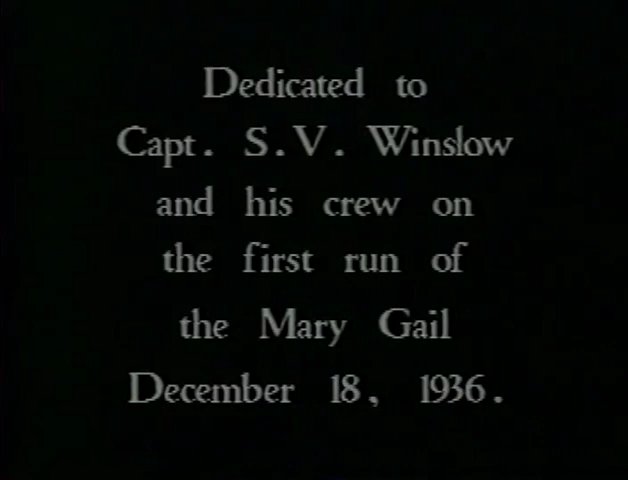 Dedicated to
Capt. S.V. Winslow
and his crew on
the first run of
the Mary Gail
December 18, 1936.